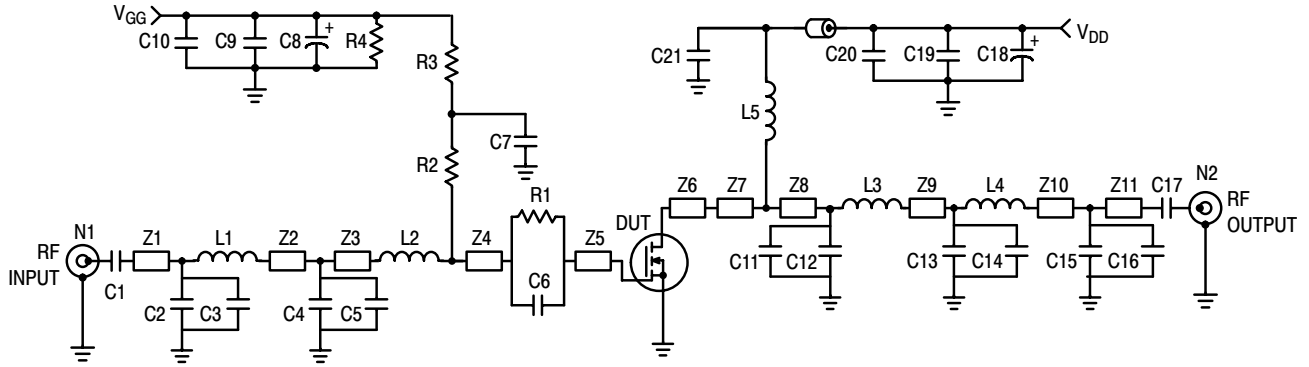 VGG
C10
C9
C8
+
R4
R3
C7
R2
R1
C6
N1
RF
INPUT
C1
Z1
L1
Z2
Z3
L2
Z4
Z5
C2
C3
C4
C5
DUT
C21
L5
C20
C19
C18
+
VDD
Z6
Z7
Z8
L3
Z9
L4
Z10
Z11
C17
N2
RF
OUTPUT
C11
C12
C13
C14
C15
C16